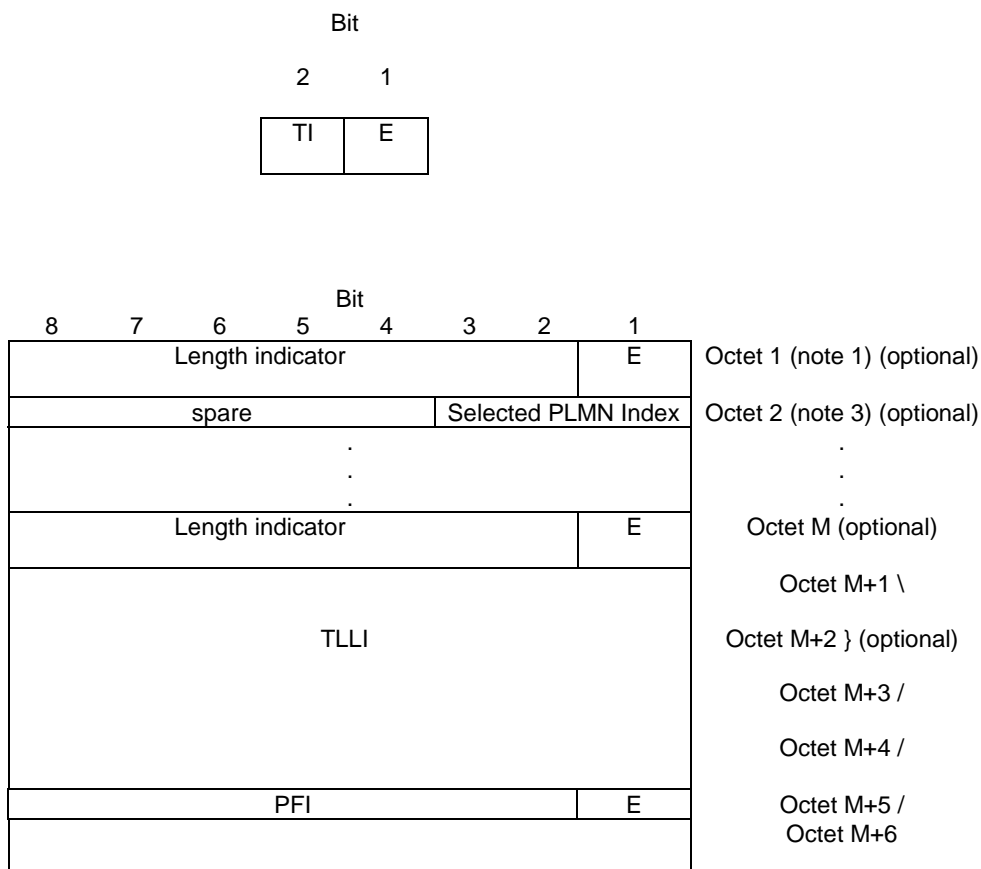 Bit
2 1
TI E
Bit
8 7 6 5 4 3 2 1
Length indicator E Octet 1 (note 1) (optional)
spare Selected PLMN Index Octet 2 (note 3) (optional)
. .
. .
. .
Length indicator E Octet M (optional)
Octet M+1 \
TLLI Octet M+2 } (optional)
Octet M+3 /
Octet M+4 /
PFI E Octet M+5 /
Octet M+6